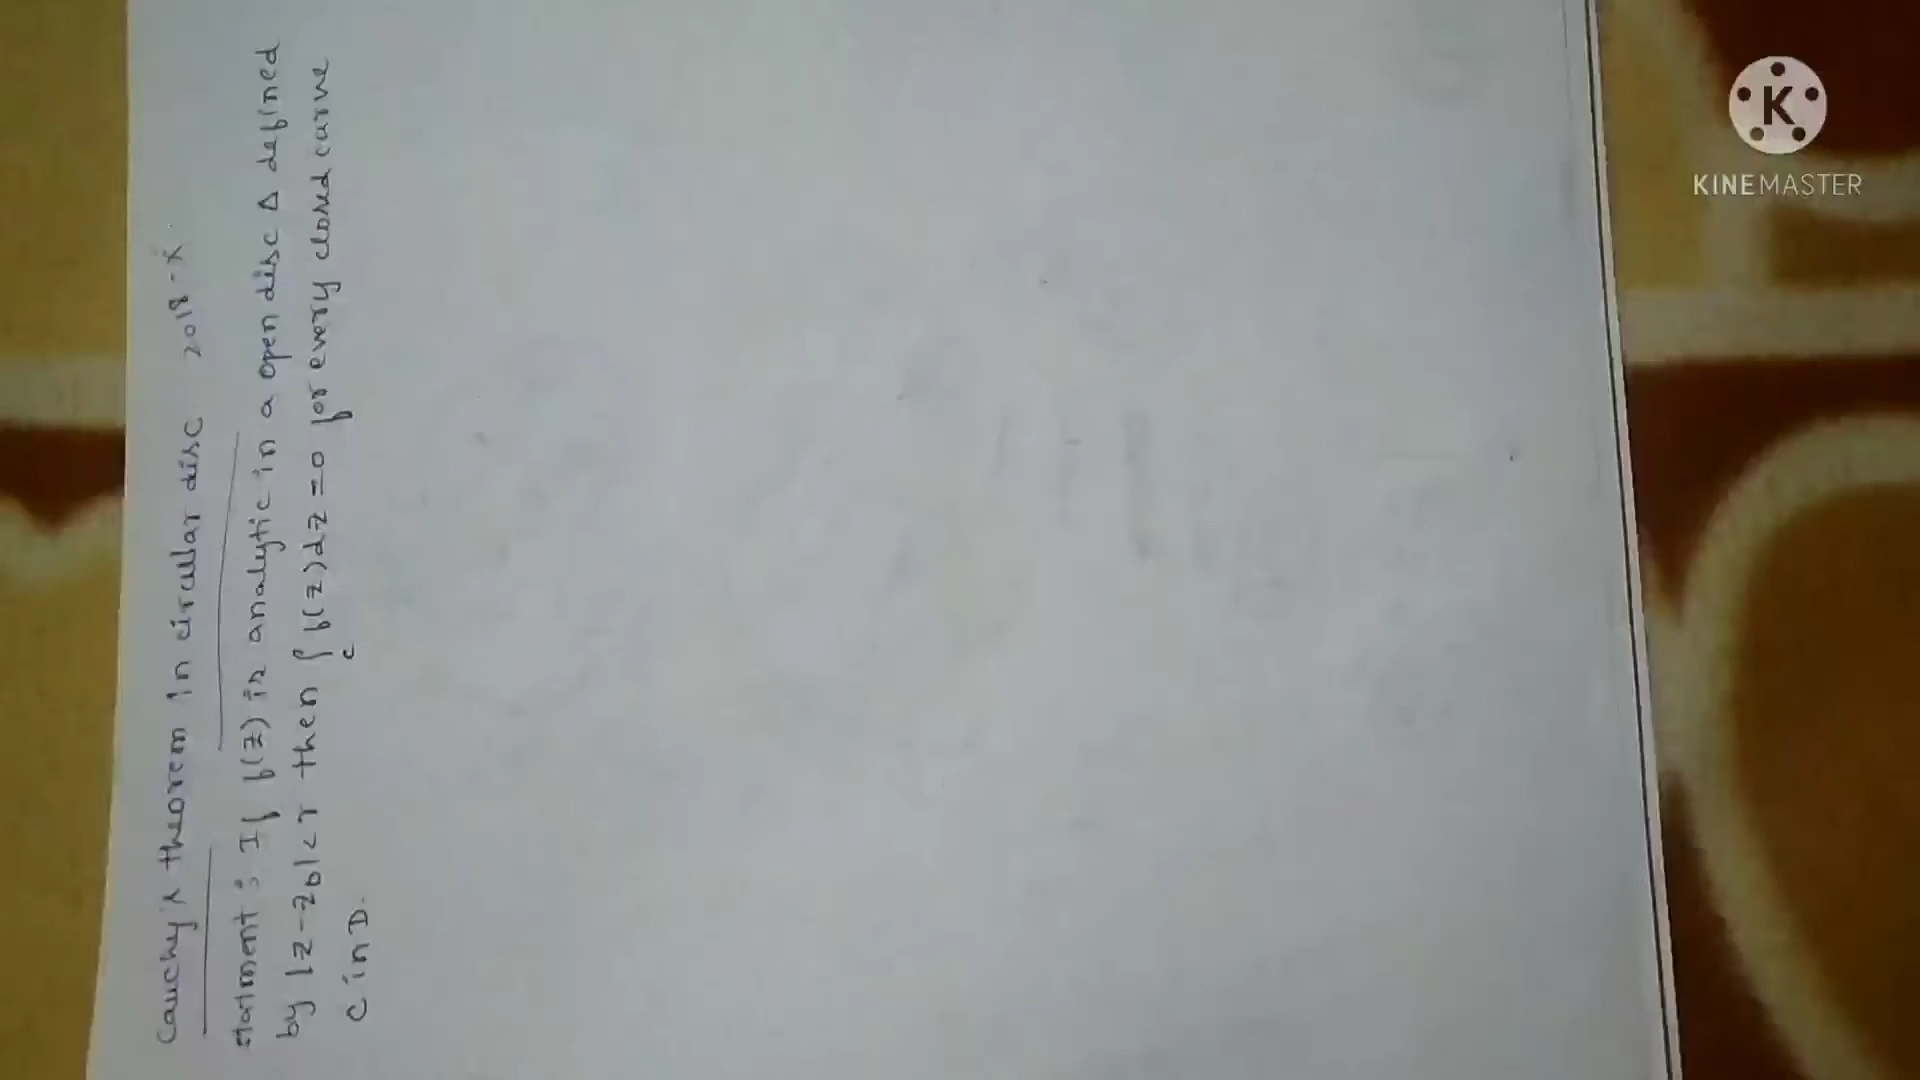 Cauchy's theorem in circular disc 2018-X
statment : If f(z) is analytic in a open disc Δ defined
by |z-z₀|<r then ∫f(z)dz=0 for every closed curve
c
C in D.
KINEMASTER